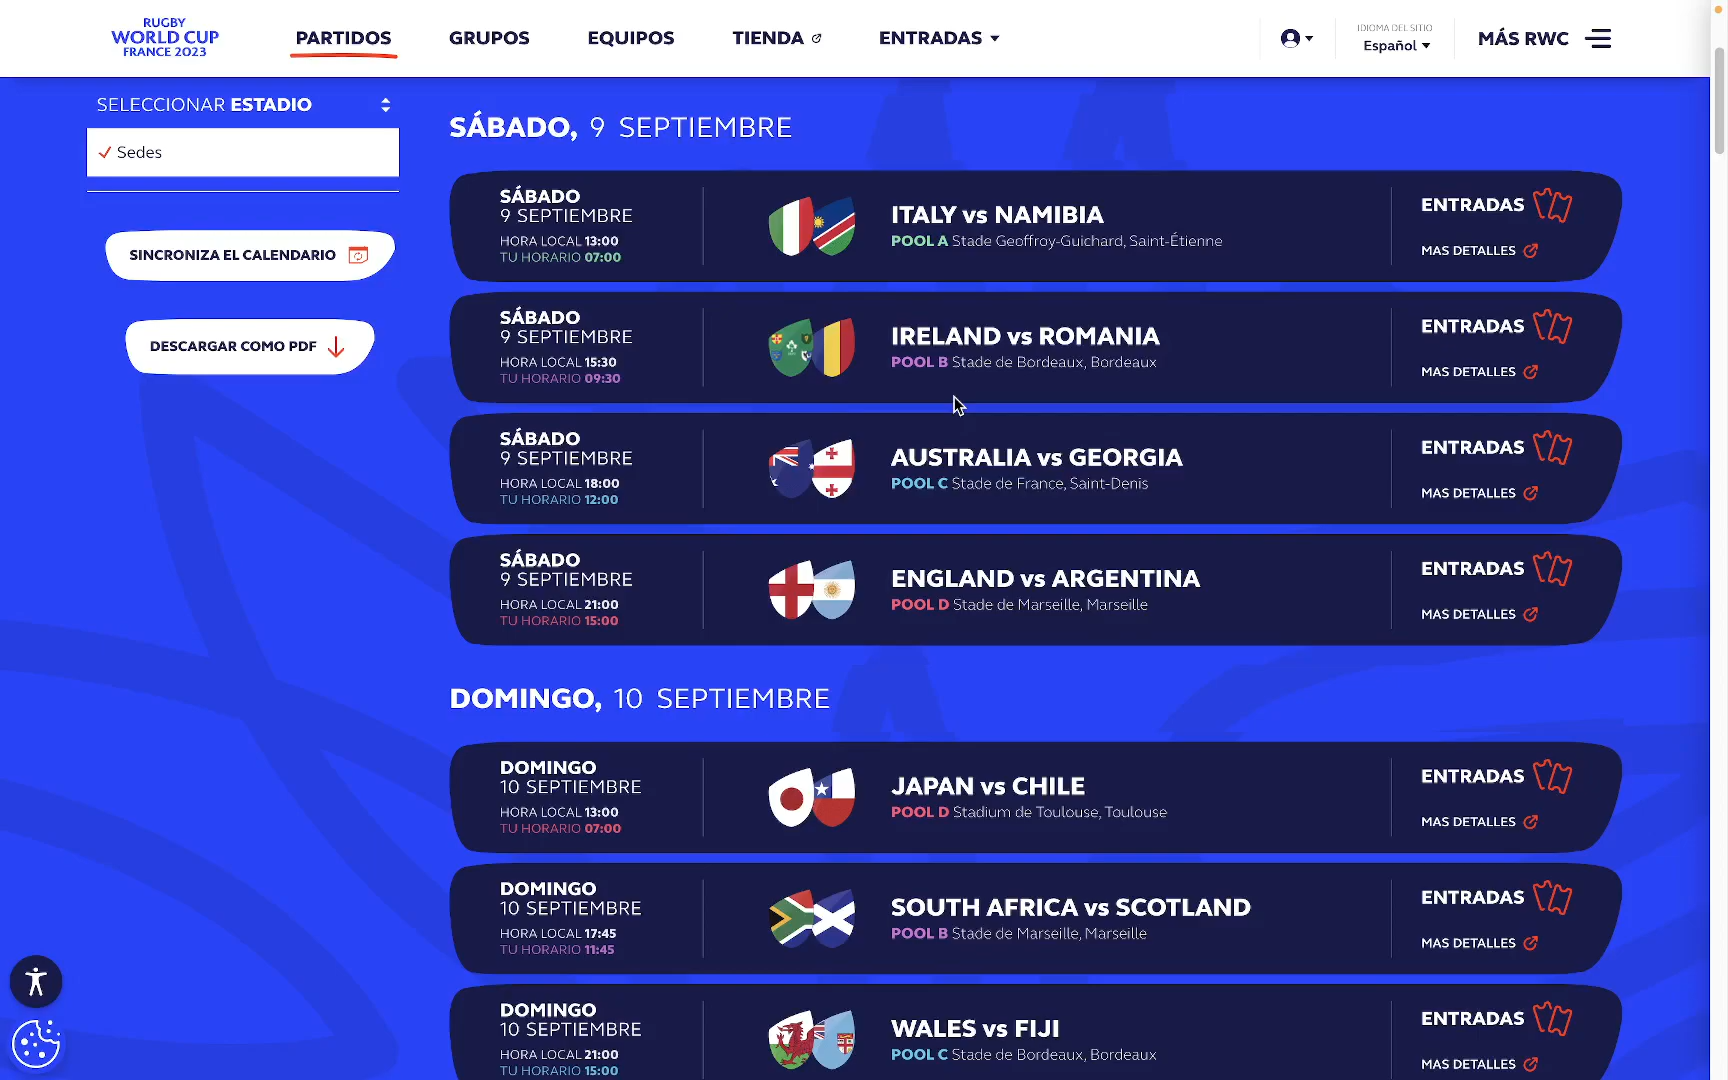 RUGBY
WORLD CUP
FRANCE 2023
PARTIDOS
GRUPOS
EQUIPOS
TIENDA
ENTRADAS
IDIOMA DEL SITIO
Español
MÁS RWC
SELECCIONAR ESTADIO
Sedes
SINCRONIZA EL CALENDARIO
DESCARGAR COMO PDF
SÁBADO, 9 SEPTIEMBRE
SÁBADO
9 SEPTIEMBRE
HORA LOCAL 13:00
TU HORARIO 07:00
ITALY vs NAMIBIA
POOL A Stade Geoffroy-Guichard, Saint-Étienne
ENTRADAS
MAS DETALLES
SÁBADO
9 SEPTIEMBRE
HORA LOCAL 15:30
TU HORARIO 09:30
IRELAND vs ROMANIA
POOL B Stade de Bordeaux, Bordeaux
ENTRADAS
MAS DETALLES
SÁBADO
9 SEPTIEMBRE
HORA LOCAL 18:00
TU HORARIO 12:00
AUSTRALIA vs GEORGIA
POOL C Stade de France, Saint-Denis
ENTRADAS
MAS DETALLES
SÁBADO
9 SEPTIEMBRE
HORA LOCAL 21:00
TU HORARIO 15:00
ENGLAND vs ARGENTINA
POOL D Stade de Marseille, Marseille
ENTRADAS
MAS DETALLES
DOMINGO, 10 SEPTIEMBRE
DOMINGO
10 SEPTIEMBRE
HORA LOCAL 13:00
TU HORARIO 07:00
JAPAN vs CHILE
POOL D Stadium de Toulouse, Toulouse
ENTRADAS
MAS DETALLES
DOMINGO
10 SEPTIEMBRE
HORA LOCAL 17:45
TU HORARIO 11:45
SOUTH AFRICA vs SCOTLAND
POOL B Stade de Marseille, Marseille
ENTRADAS
MAS DETALLES
DOMINGO
10 SEPTIEMBRE
HORA LOCAL 21:00
TU HORARIO 15:00
WALES vs FIJI
POOL C Stade de Bordeaux, Bordeaux
ENTRADAS
MAS DETALLES